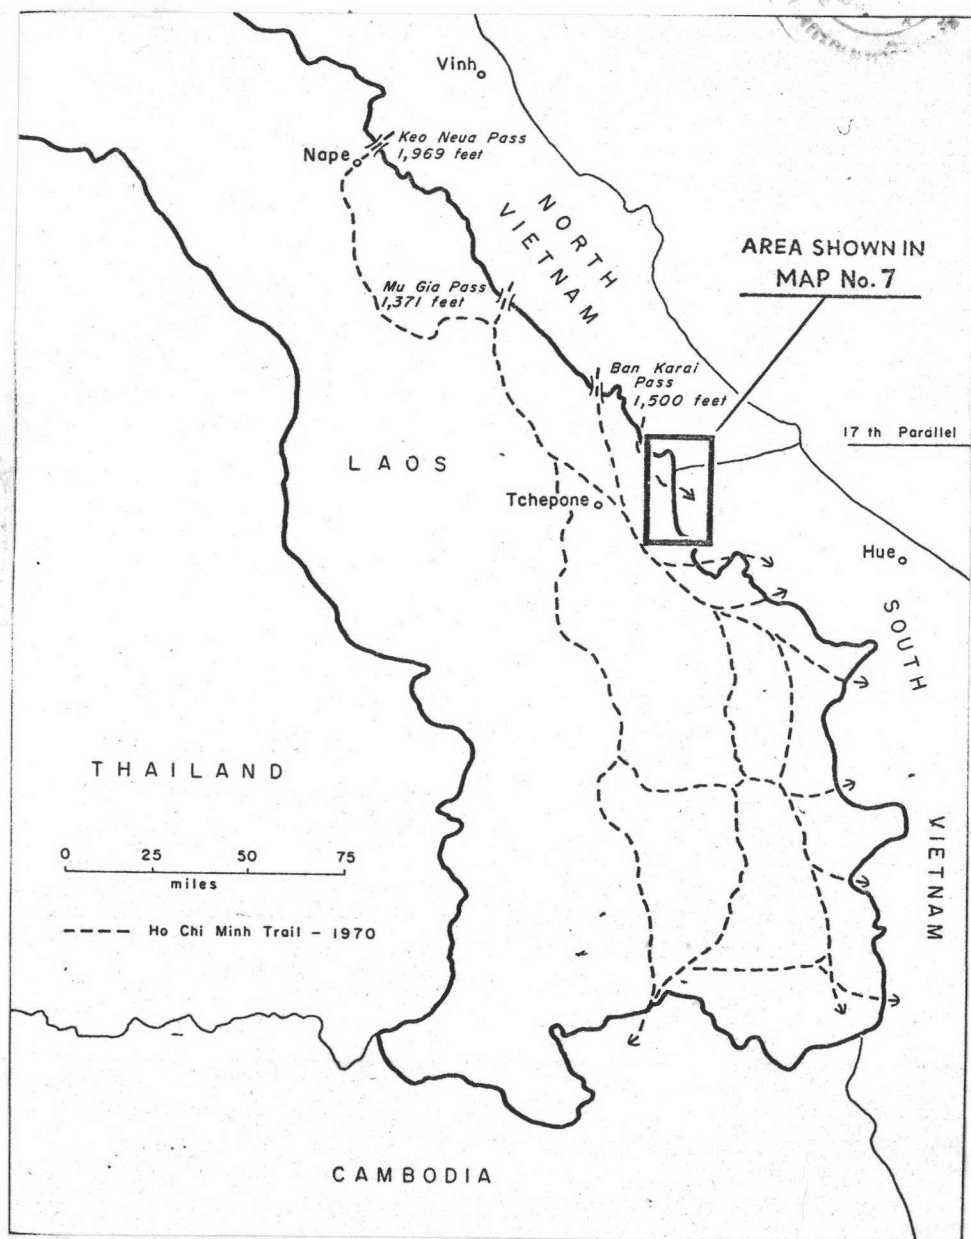 Vinh
Keo Neua Pass
1,969 feet
Nape
NORTH
VIETNAM
AREA SHOWN IN
MAP No. 7
Mu Gia Pass
1,371 feet
Ban Karai
Pass
1,500 feet
17 th Parallel
LAOS
Tchepone
Hue
SOUTH
VIETNAM
THAILAND
0 25 50 75
miles
Ho Chi Minh Trail - 1970
CAMBODIA